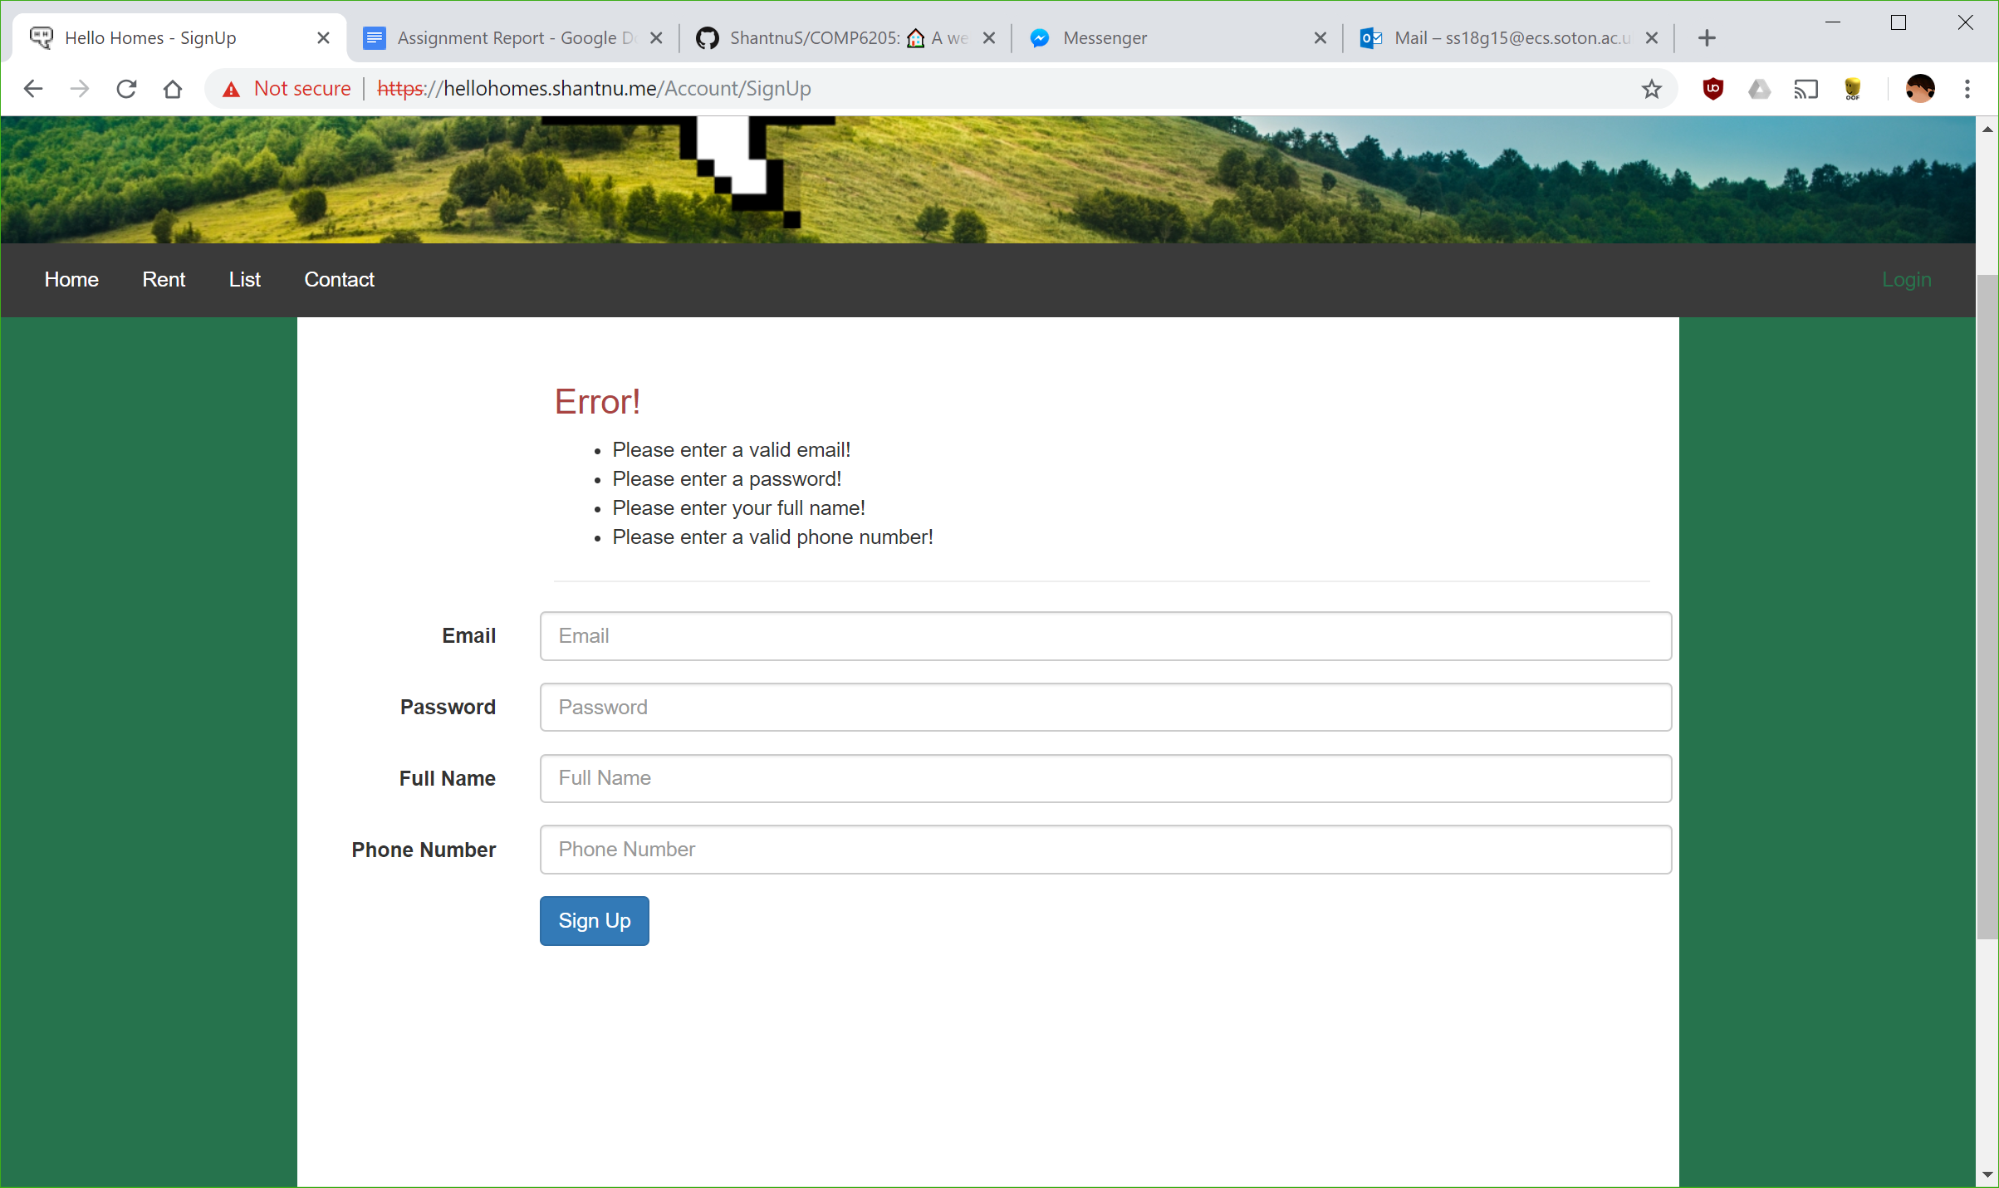 Hello Homes - SignUp
Assignment Report - Google D
ShantnuS/COMP6205: 🏠 A we
Messenger
Mail – ss18g15@ecs.soton.ac.u
Not secure
https://hellohomes.shantnu.me/Account/SignUp
Home
Rent
List
Contact
Login
Error!
Please enter a valid email!
Please enter a password!
Please enter your full name!
Please enter a valid phone number!
Email
Email
Password
Password
Full Name
Full Name
Phone Number
Phone Number
Sign Up